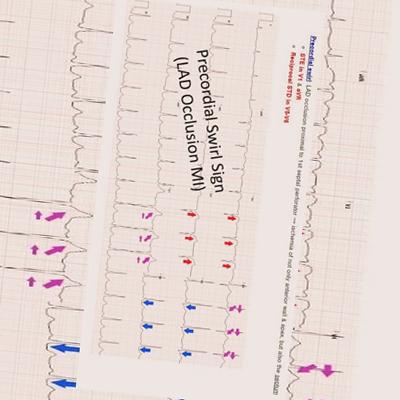 Precordial Swirl Sign
(LAD Occlusion MI)
Precordial swirl: LAD occlusion proximal to 1st septal perforator → ischemia of not only anterior wall & apex, but also the septum
STE in V1 & aVR
Reciprocal STD in V5-V6
aVR
V1